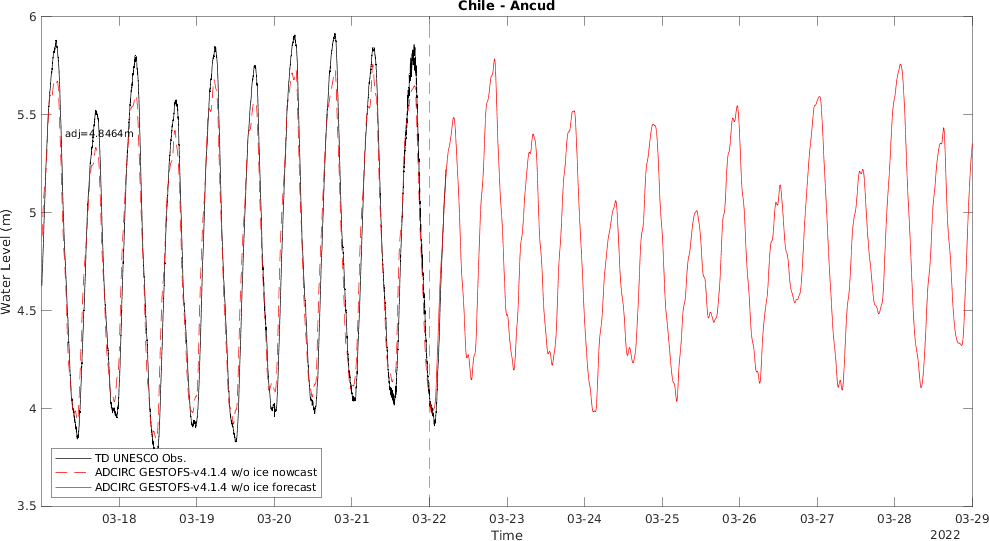 Chile - Ancud
6
5.5
5
4.5
4
3.5
Water Level (m)
adj=4.8464m
TD UNESCO Obs.
ADCIRC GESTOFS-v4.1.4 w/o ice nowcast
ADCIRC GESTOFS-v4.1.4 w/o ice forecast
03-18 03-19 03-20 03-21 03-22 03-23 03-24 03-25 03-26 03-27 03-28 03-29
Time
2022